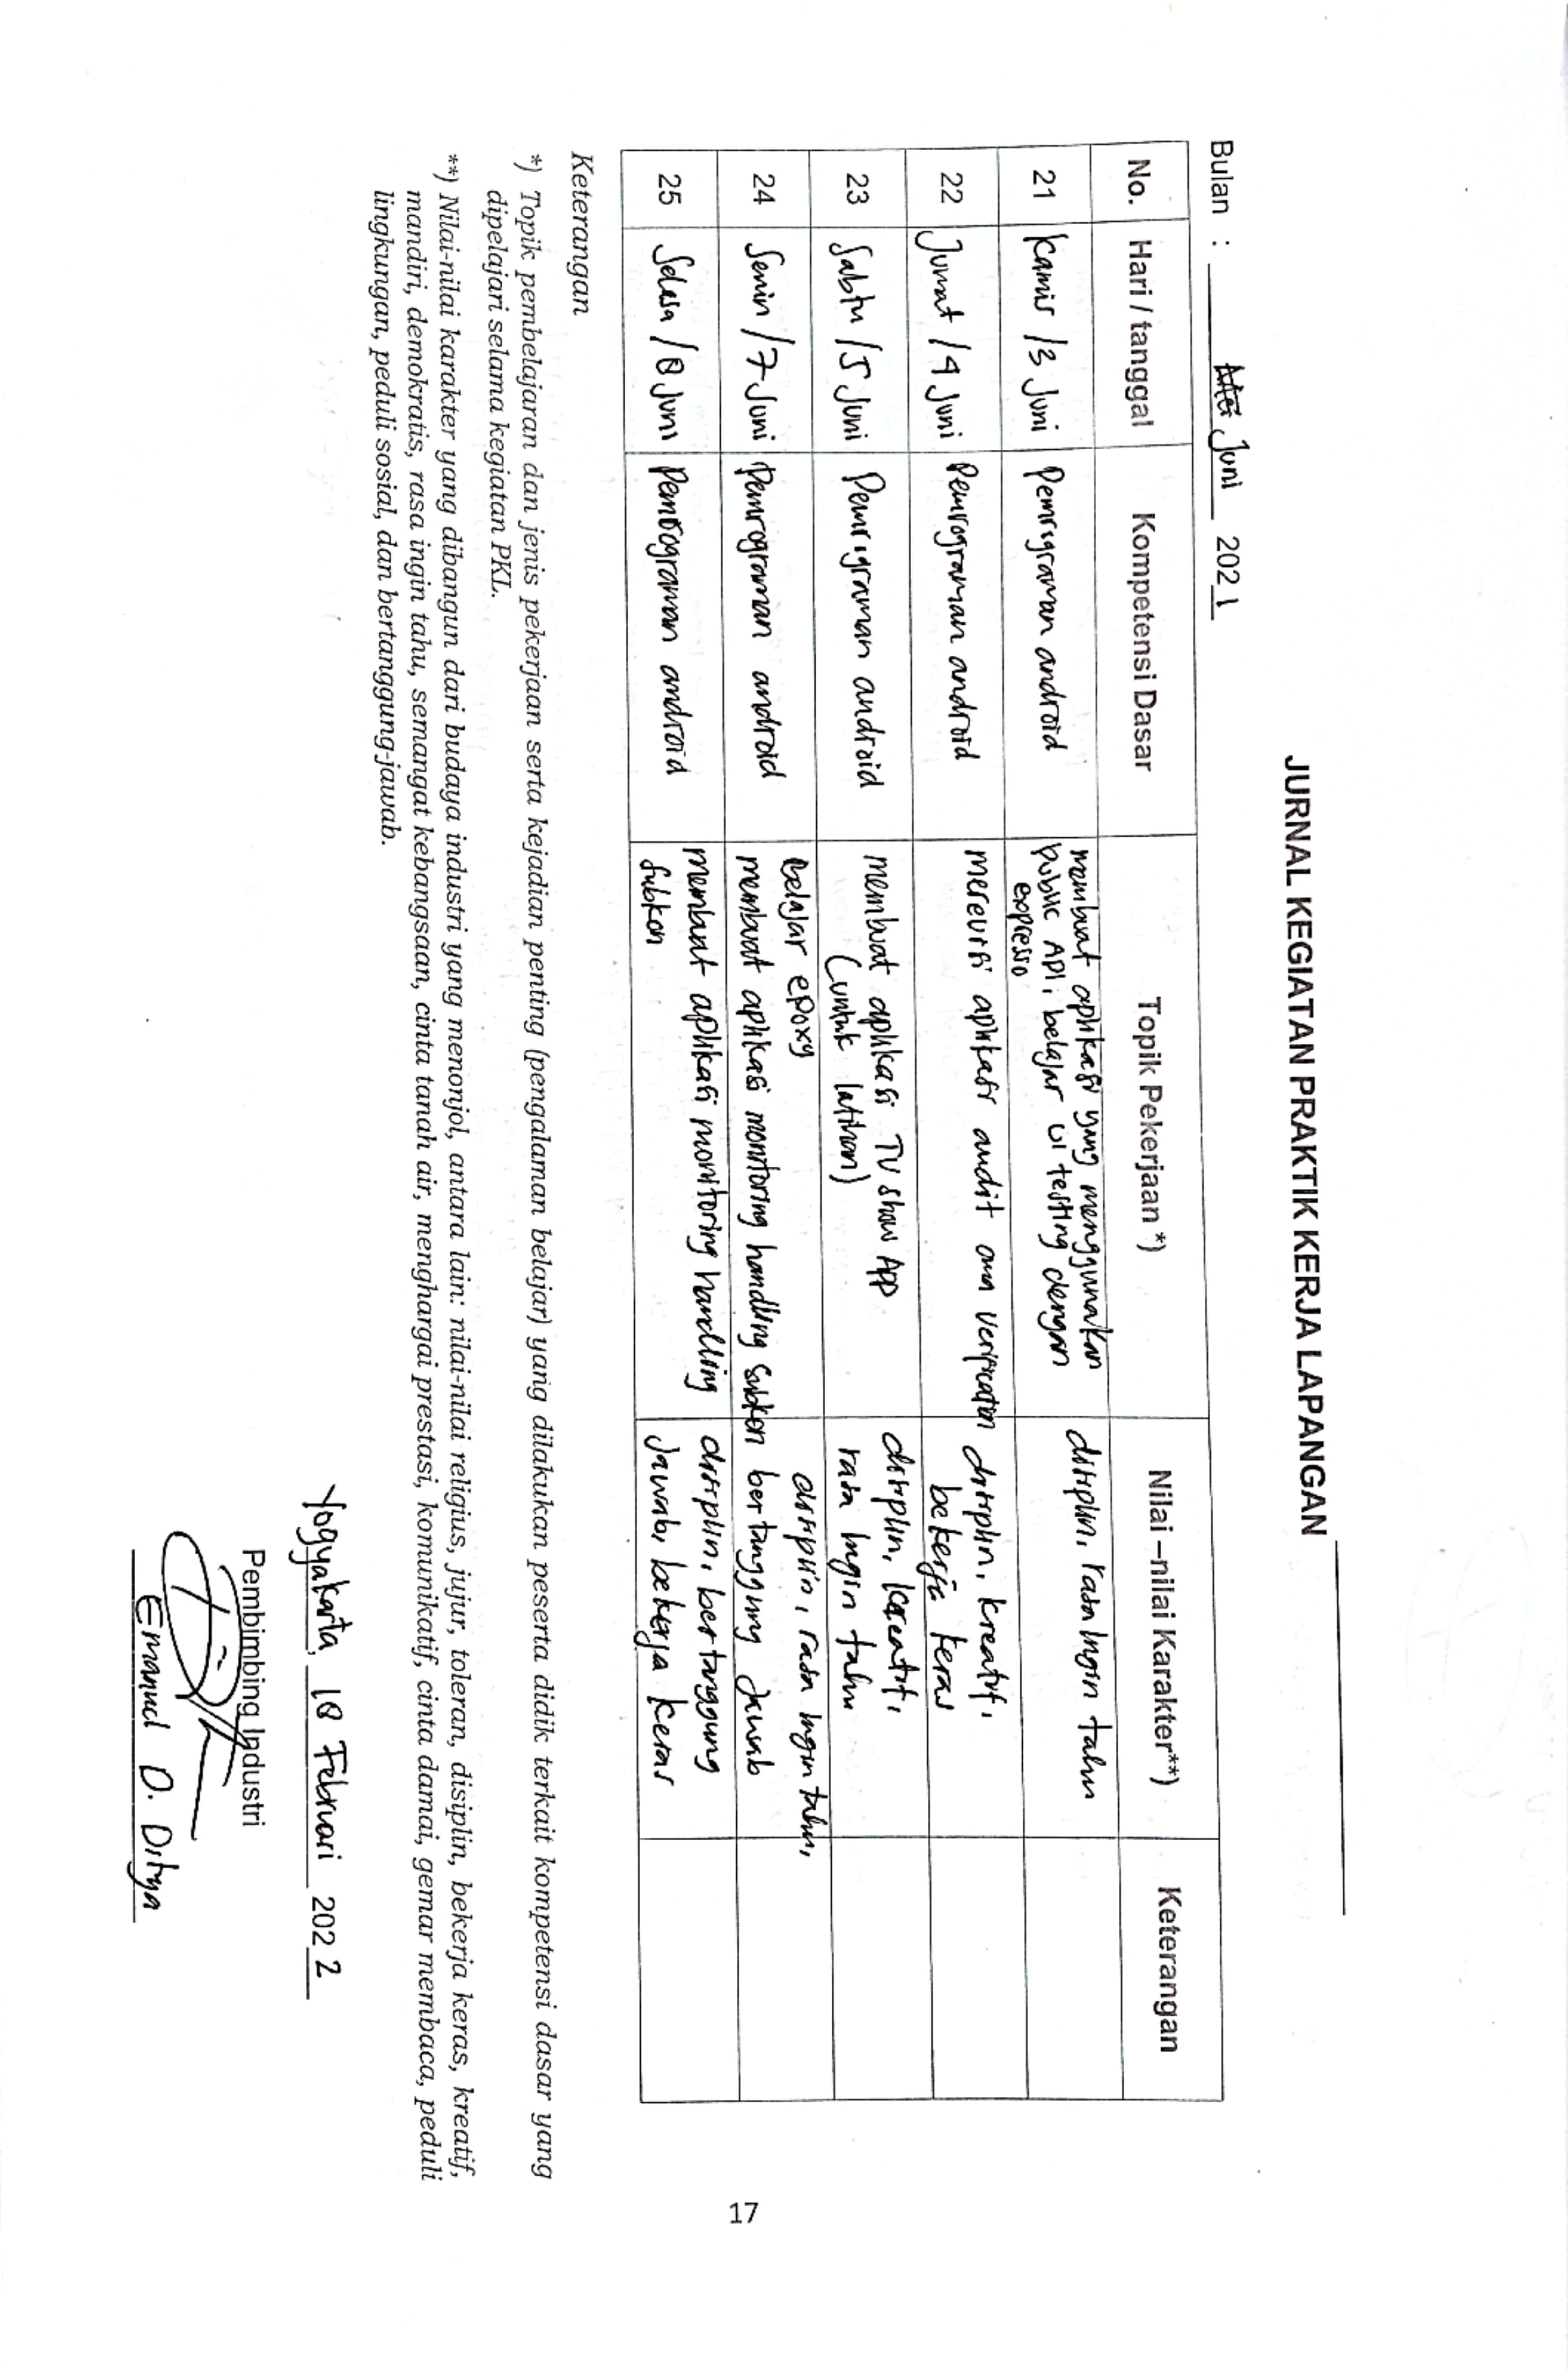 JURNAL KEGIATAN PRAKTIK KERJA LAPANGAN
Bulan : Juni 2021
No. Hari / tanggal Kompetensi Dasar Topik Pekerjaan *) Nilai –nilai Karakter**) Keterangan
21 Kamis / 3 Juni Pemrograman android membuat aplikasi yang menggunakan
public API, belajar UI testing dengan
expresso
disiplin, rasa ingin tahu
22 Jumat / 4 Juni Pemrograman android merevisi aplikasi audit verification
disiplin, kreatif,
bekerja keras
23 Sabtu / 5 Juni Pemrograman android membuat aplikasi TV Show App
(untuk latihan)
disiplin, kreatif,
rasa ingin tahu
24 Senin / 7 Juni Pemrograman android belajar epoxy
membuat aplikasi monitoring handling subkon
disiplin, rasa ingin tahu,
bertanggung jawab
25 Selasa / 8 Juni Pemrograman android membuat aplikasi monitoring handling
subkon
disiplin, bertanggung
jawab, bekerja keras
Keterangan
*) Topik pembelajaran dan jenis pekerjaan serta kejadian penting (pengalaman belajar) yang dilakukan peserta didik terkait kompetensi dasar yang
dipelajari selama kegiatan PKL.
**) Nilai-nilai karakter yang dibangun dari budaya industri yang menonjol, antara lain: nilai-nilai religius, jujur, toleran, disiplin, bekerja keras, kreatif,
mandiri, demokratis, rasa ingin tahu, semangat kebangsaan, cinta tanah air, menghargai prestasi, komunikatif, cinta damai, gemar membaca, peduli
lingkungan, peduli sosial, dan bertanggung-jawab.
Yogyakarta, 18 Februari 2022
Pembimbing Industri
Emanuel D. Ditya
17